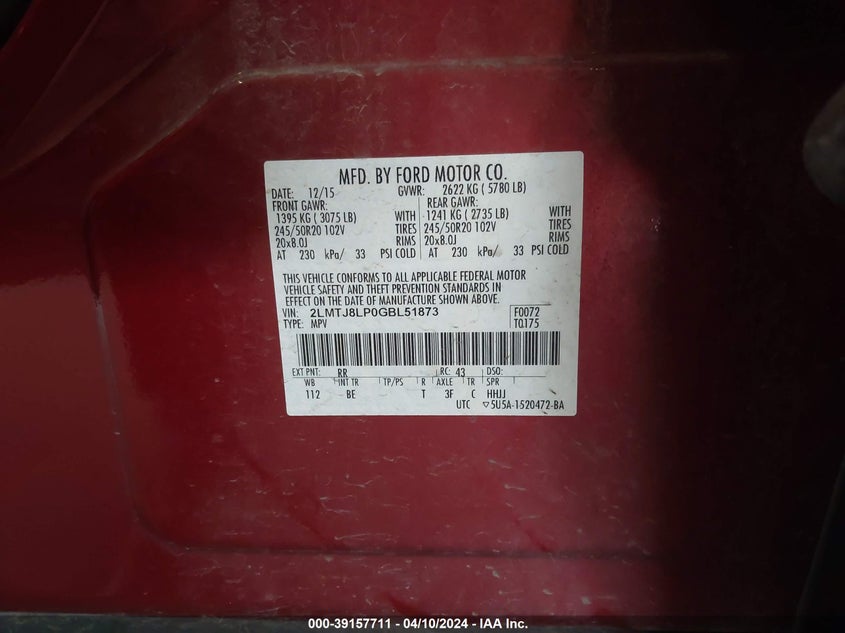 MFD. BY FORD MOTOR CO.
DATE: 12/15 GVWR: 2622 KG ( 5780 LB)
FRONT GAWR: REAR GAWR:
1395 KG ( 3075 LB) WITH 1241 KG ( 2735 LB) WITH
245/50R20 102V TIRES 245/50R20 102V TIRES
20x8.0J RIMS 20x8.0J RIMS
AT 230 kPa/ 33 PSI COLD AT 230 kPa/ 33 PSI COLD
THIS VEHICLE CONFORMS TO ALL APPLICABLE FEDERAL MOTOR
VEHICLE SAFETY AND THEFT PREVENTION STANDARDS IN
EFFECT ON THE DATE OF MANUFACTURE SHOWN ABOVE.
VIN: 2LMTJ8LP0GBL51873 F0072
TYPE: MPV T0175
EXT PNT: RR RC: 43 DSO:
WB INT TR TP/PS R AXLE TR SPR
112 BE T 3F C HHJJ
UTC ▽5U5A-1520472-BA
000-39157711 - 04/10/2024 - IAA Inc.